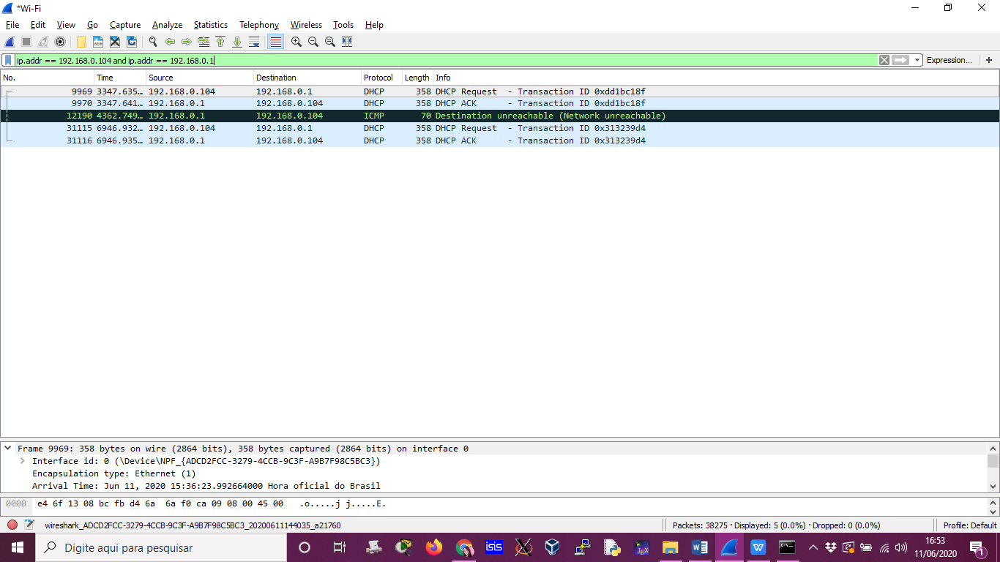 *Wi-Fi
File Edit View Go Capture Analyze Statistics Telephony Wireless Tools Help
ip.addr == 192.168.0.104 and ip.addr == 192.168.0.1 Expression… +
No. Time Source Destination Protocol Length Info
9969 3347.635… 192.168.0.104 192.168.0.1 DHCP 358 DHCP Request - Transaction ID 0xdd1bc18f
9970 3347.641… 192.168.0.1 192.168.0.104 DHCP 358 DHCP ACK - Transaction ID 0xdd1bc18f
12190 4362.749… 192.168.0.1 192.168.0.104 ICMP 70 Destination unreachable (Network unreachable)
31115 6946.932… 192.168.0.104 192.168.0.1 DHCP 358 DHCP Request - Transaction ID 0x313239d4
31116 6946.935… 192.168.0.1 192.168.0.104 DHCP 358 DHCP ACK - Transaction ID 0x313239d4
Frame 9969: 358 bytes on wire (2864 bits), 358 bytes captured (2864 bits) on interface 0
Interface id: 0 (\Device\NPF_{ADCD2FCC-3279-4CCB-9C3F-A9B7F98C5BC3})
Encapsulation type: Ethernet (1)
Arrival Time: Jun 11, 2020 15:36:23.992664000 Hora oficial do Brasil
0000 e4 6f 13 08 bc fb d4 6a 6a f0 ca 09 08 00 45 00 .o.....j j.....E.
wireshark_ADCD2FCC-3279-4CCB-9C3F-A9B7F98C5BC3_20200611144035_a21760 Packets: 38275 · Displayed: 5 (0.0%) · Dropped: 0 (0.0%) Profile: Default
Digite aqui para pesquisar isis 16:53
11/06/2020 1